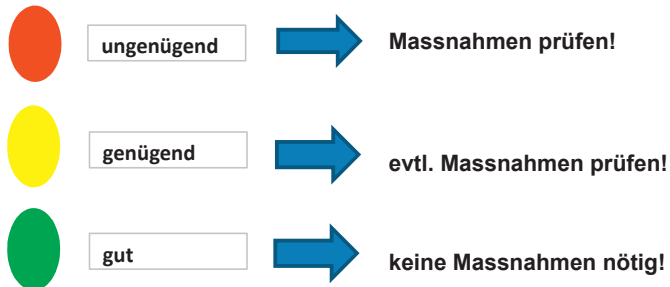 ungenügend Massnahmen prüfen!
genügend evtl. Massnahmen prüfen!
gut keine Massnahmen nötig!